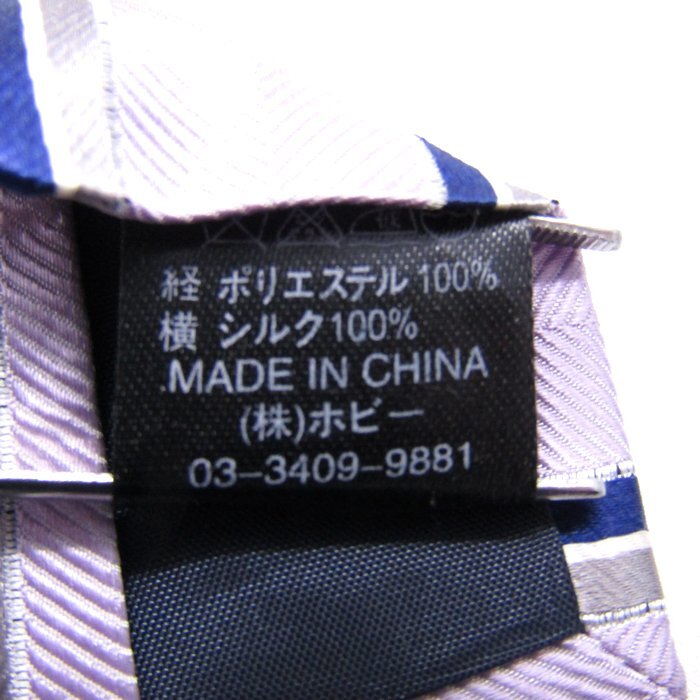 経 ポリエステル 100%
横 シルク100%
MADE IN CHINA
(株)ホビー
03-3409-9881